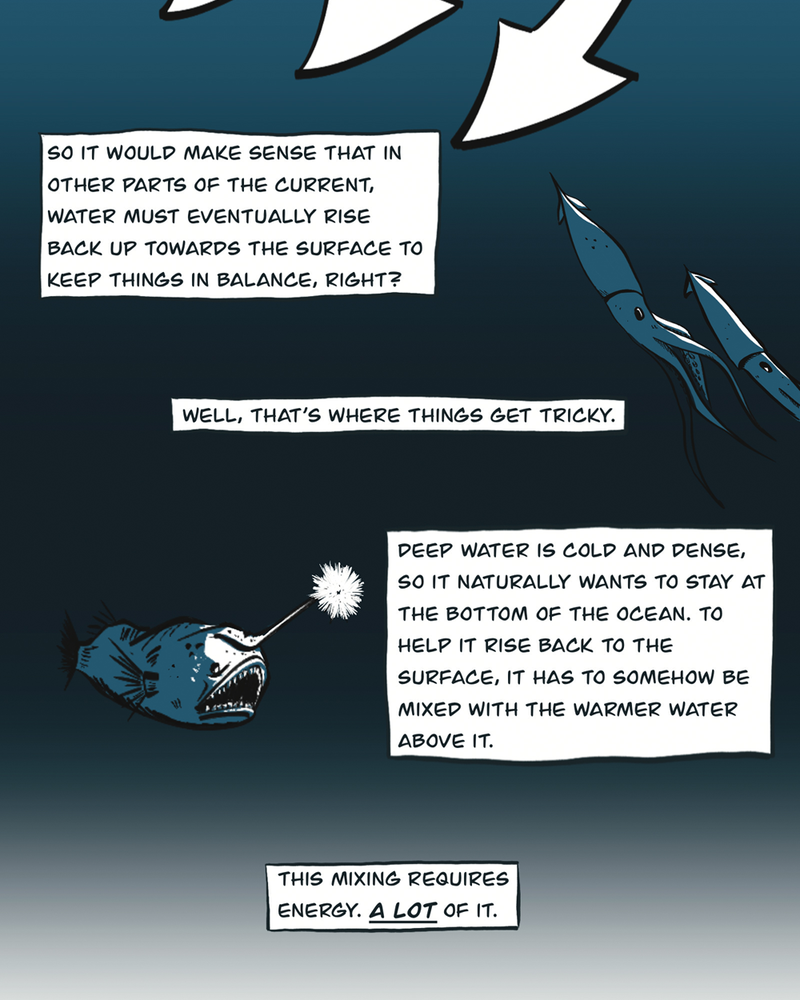 SO IT WOULD MAKE SENSE THAT IN
OTHER PARTS OF THE CURRENT,
WATER MUST EVENTUALLY RISE
BACK UP TOWARDS THE SURFACE TO
KEEP THINGS IN BALANCE, RIGHT?
WELL, THAT'S WHERE THINGS GET TRICKY.
DEEP WATER IS COLD AND DENSE,
SO IT NATURALLY WANTS TO STAY AT
THE BOTTOM OF THE OCEAN. TO
HELP IT RISE BACK TO THE
SURFACE, IT HAS TO SOMEHOW BE
MIXED WITH THE WARMER WATER
ABOVE IT.
THIS MIXING REQUIRES
ENERGY. A LOT OF IT.